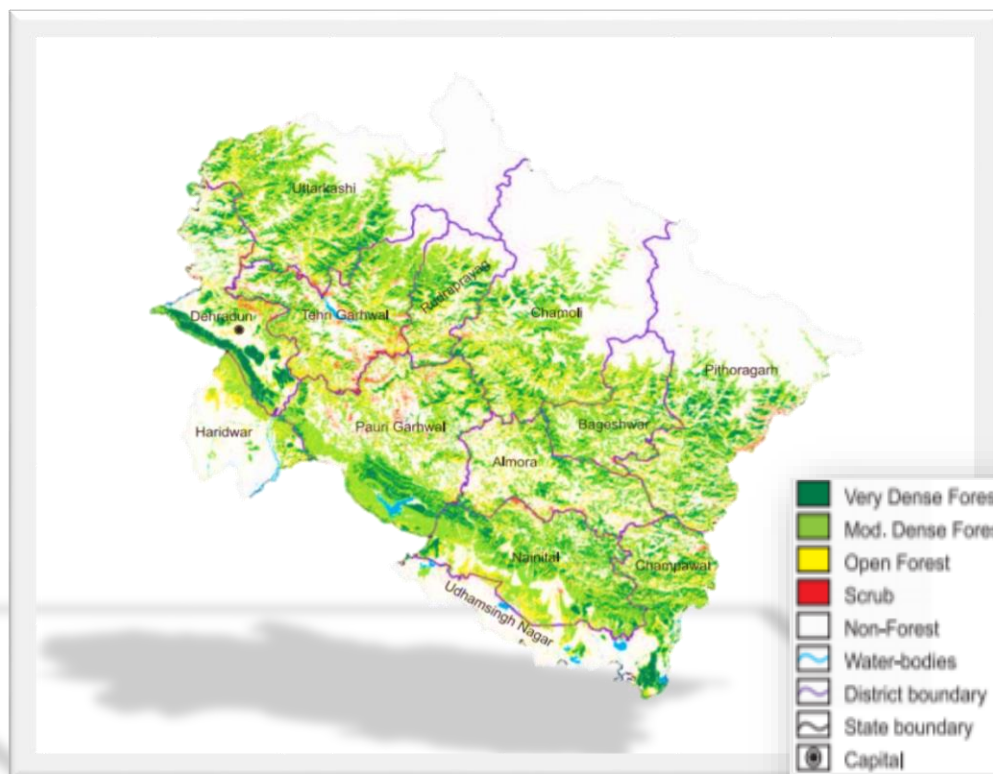 Uttarkashi
Dehradun
Tehri Garhwal
Rudraprayag
Chamoli
Pithoragarh
Haridwar
Pauri Garhwal
Bageshwar
Almora
Nainital
Champawat
Udhamsingh Nagar
Very Dense Fores
Mod. Dense Fores
Open Forest
Scrub
Non-Forest
Water-bodies
District boundary
State boundary
Capital